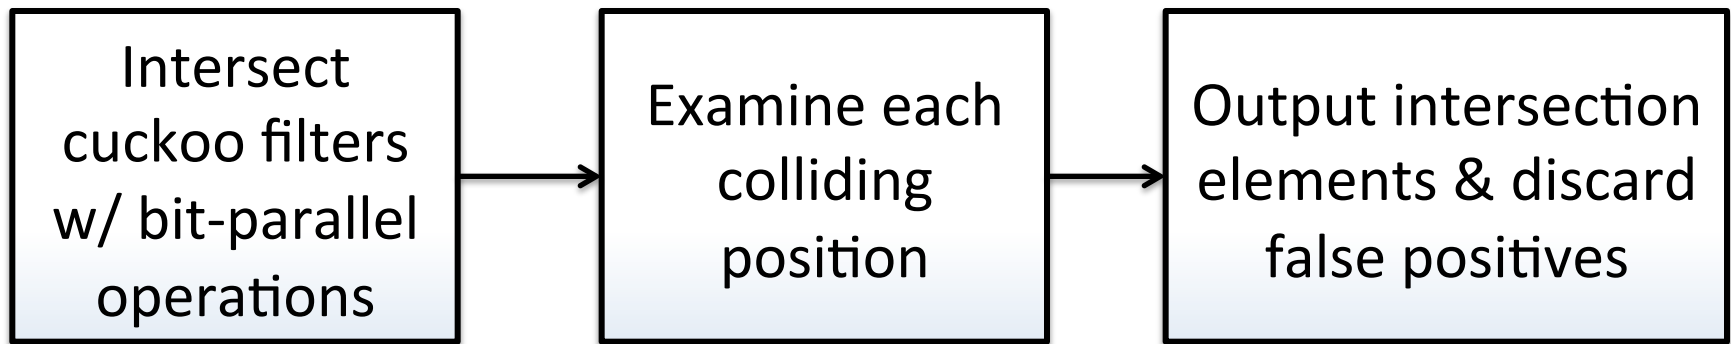 Intersect
cuckoo filters
w/ bit-parallel
operations
Examine each
colliding
position
Output intersection
elements & discard
false positives